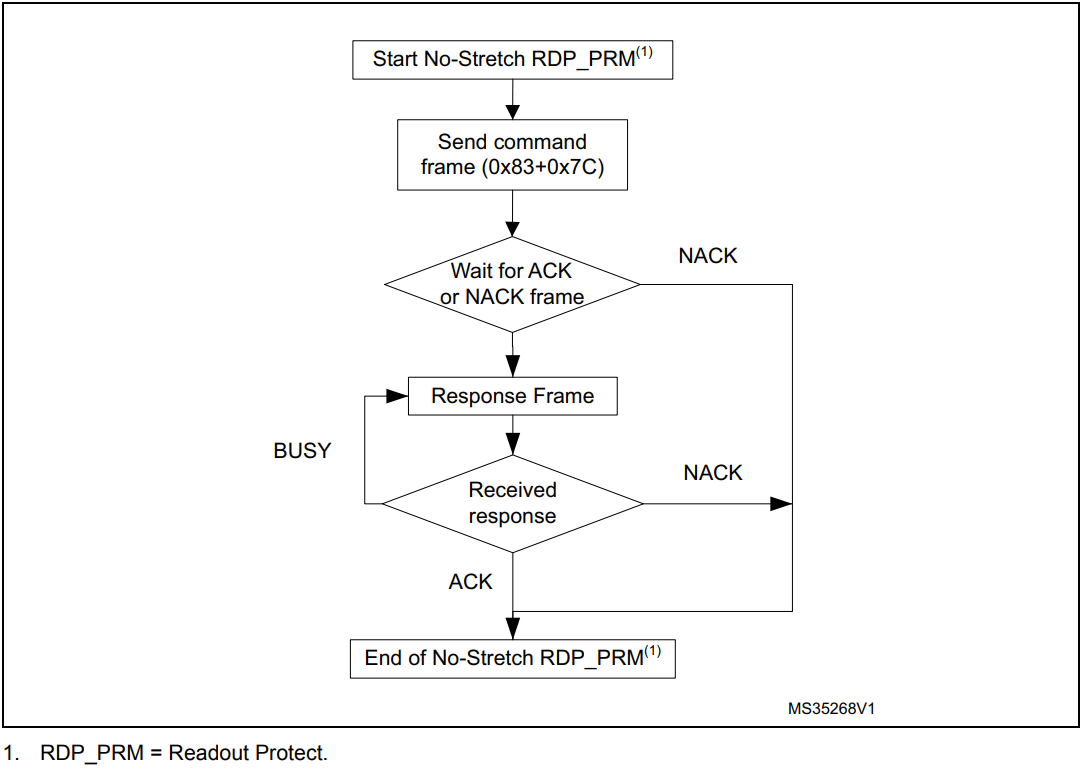 Start No-Stretch RDP_PRM(1)
Send command
frame (0x83+0x7C)
Wait for ACK
or NACK frame
NACK
Response Frame
BUSY
Received
response
NACK
ACK
End of No-Stretch RDP_PRM(1)
MS35268V1
1. RDP_PRM = Readout Protect.